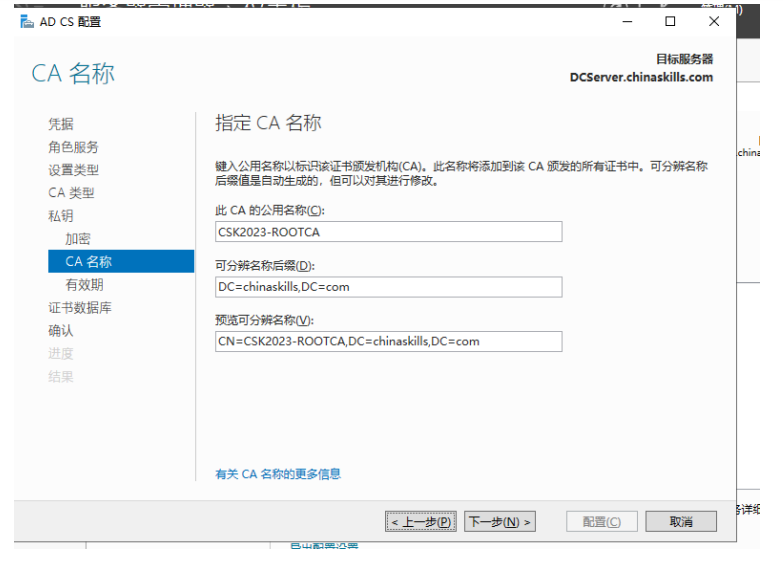 AD CS 配置
CA 名称
目标服务器
DCServer.chinaskills.com
凭据
角色服务
设置类型
CA 类型
私钥
加密
CA 名称
有效期
证书数据库
确认
进度
结果
指定 CA 名称
键入公用名称以标识该证书颁发机构(CA)。此名称将添加到该 CA 颁发的所有证书中。可分辨名称
后缀值是自动生成的，但可以对其进行修改。
此 CA 的公用名称(C):
CSK2023-ROOTCA
可分辨名称后缀(D):
DC=chinaskills,DC=com
预览可分辨名称(V):
CN=CSK2023-ROOTCA,DC=chinaskills,DC=com
有关 CA 名称的更多信息
< 上一步(P)
下一步(N) >
配置(C)
取消
.china
导出配置设置